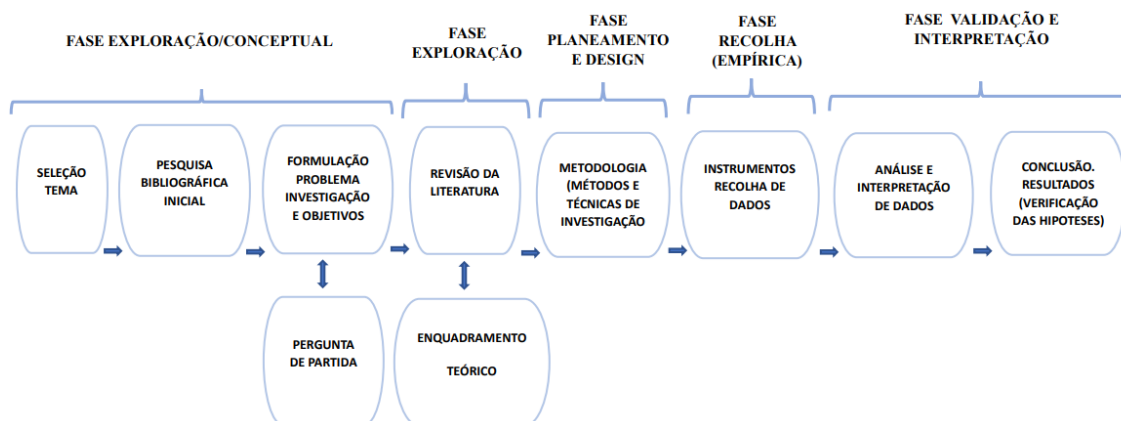 FASE EXPLORAÇÃO/CONCEPTUAL
FASE
EXPLORAÇÃO
FASE
PLANEAMENTO
E DESIGN
FASE
RECOLHA
(EMPÍRICA)
FASE VALIDAÇÃO E
INTERPRETAÇÃO
SELEÇÃO
TEMA
PESQUISA
BIBLIOGRÁFICA
INICIAL
FORMULAÇÃO
PROBLEMA
INVESTIGAÇÃO
E OBJETIVOS
REVISÃO DA
LITERATURA
METODOLOGIA
(MÉTODOS E
TÉCNICAS DE
INVESTIGAÇÃO
INSTRUMENTOS
RECOLHA DE
DADOS
ANÁLISE E
INTERPRETAÇÃO
DE DADOS
CONCLUSÃO.
RESULTADOS
(VERIFICAÇÃO
DAS HIPOTESES)
PERGUNTA
DE PARTIDA
ENQUADRAMENTO
TEÓRICO